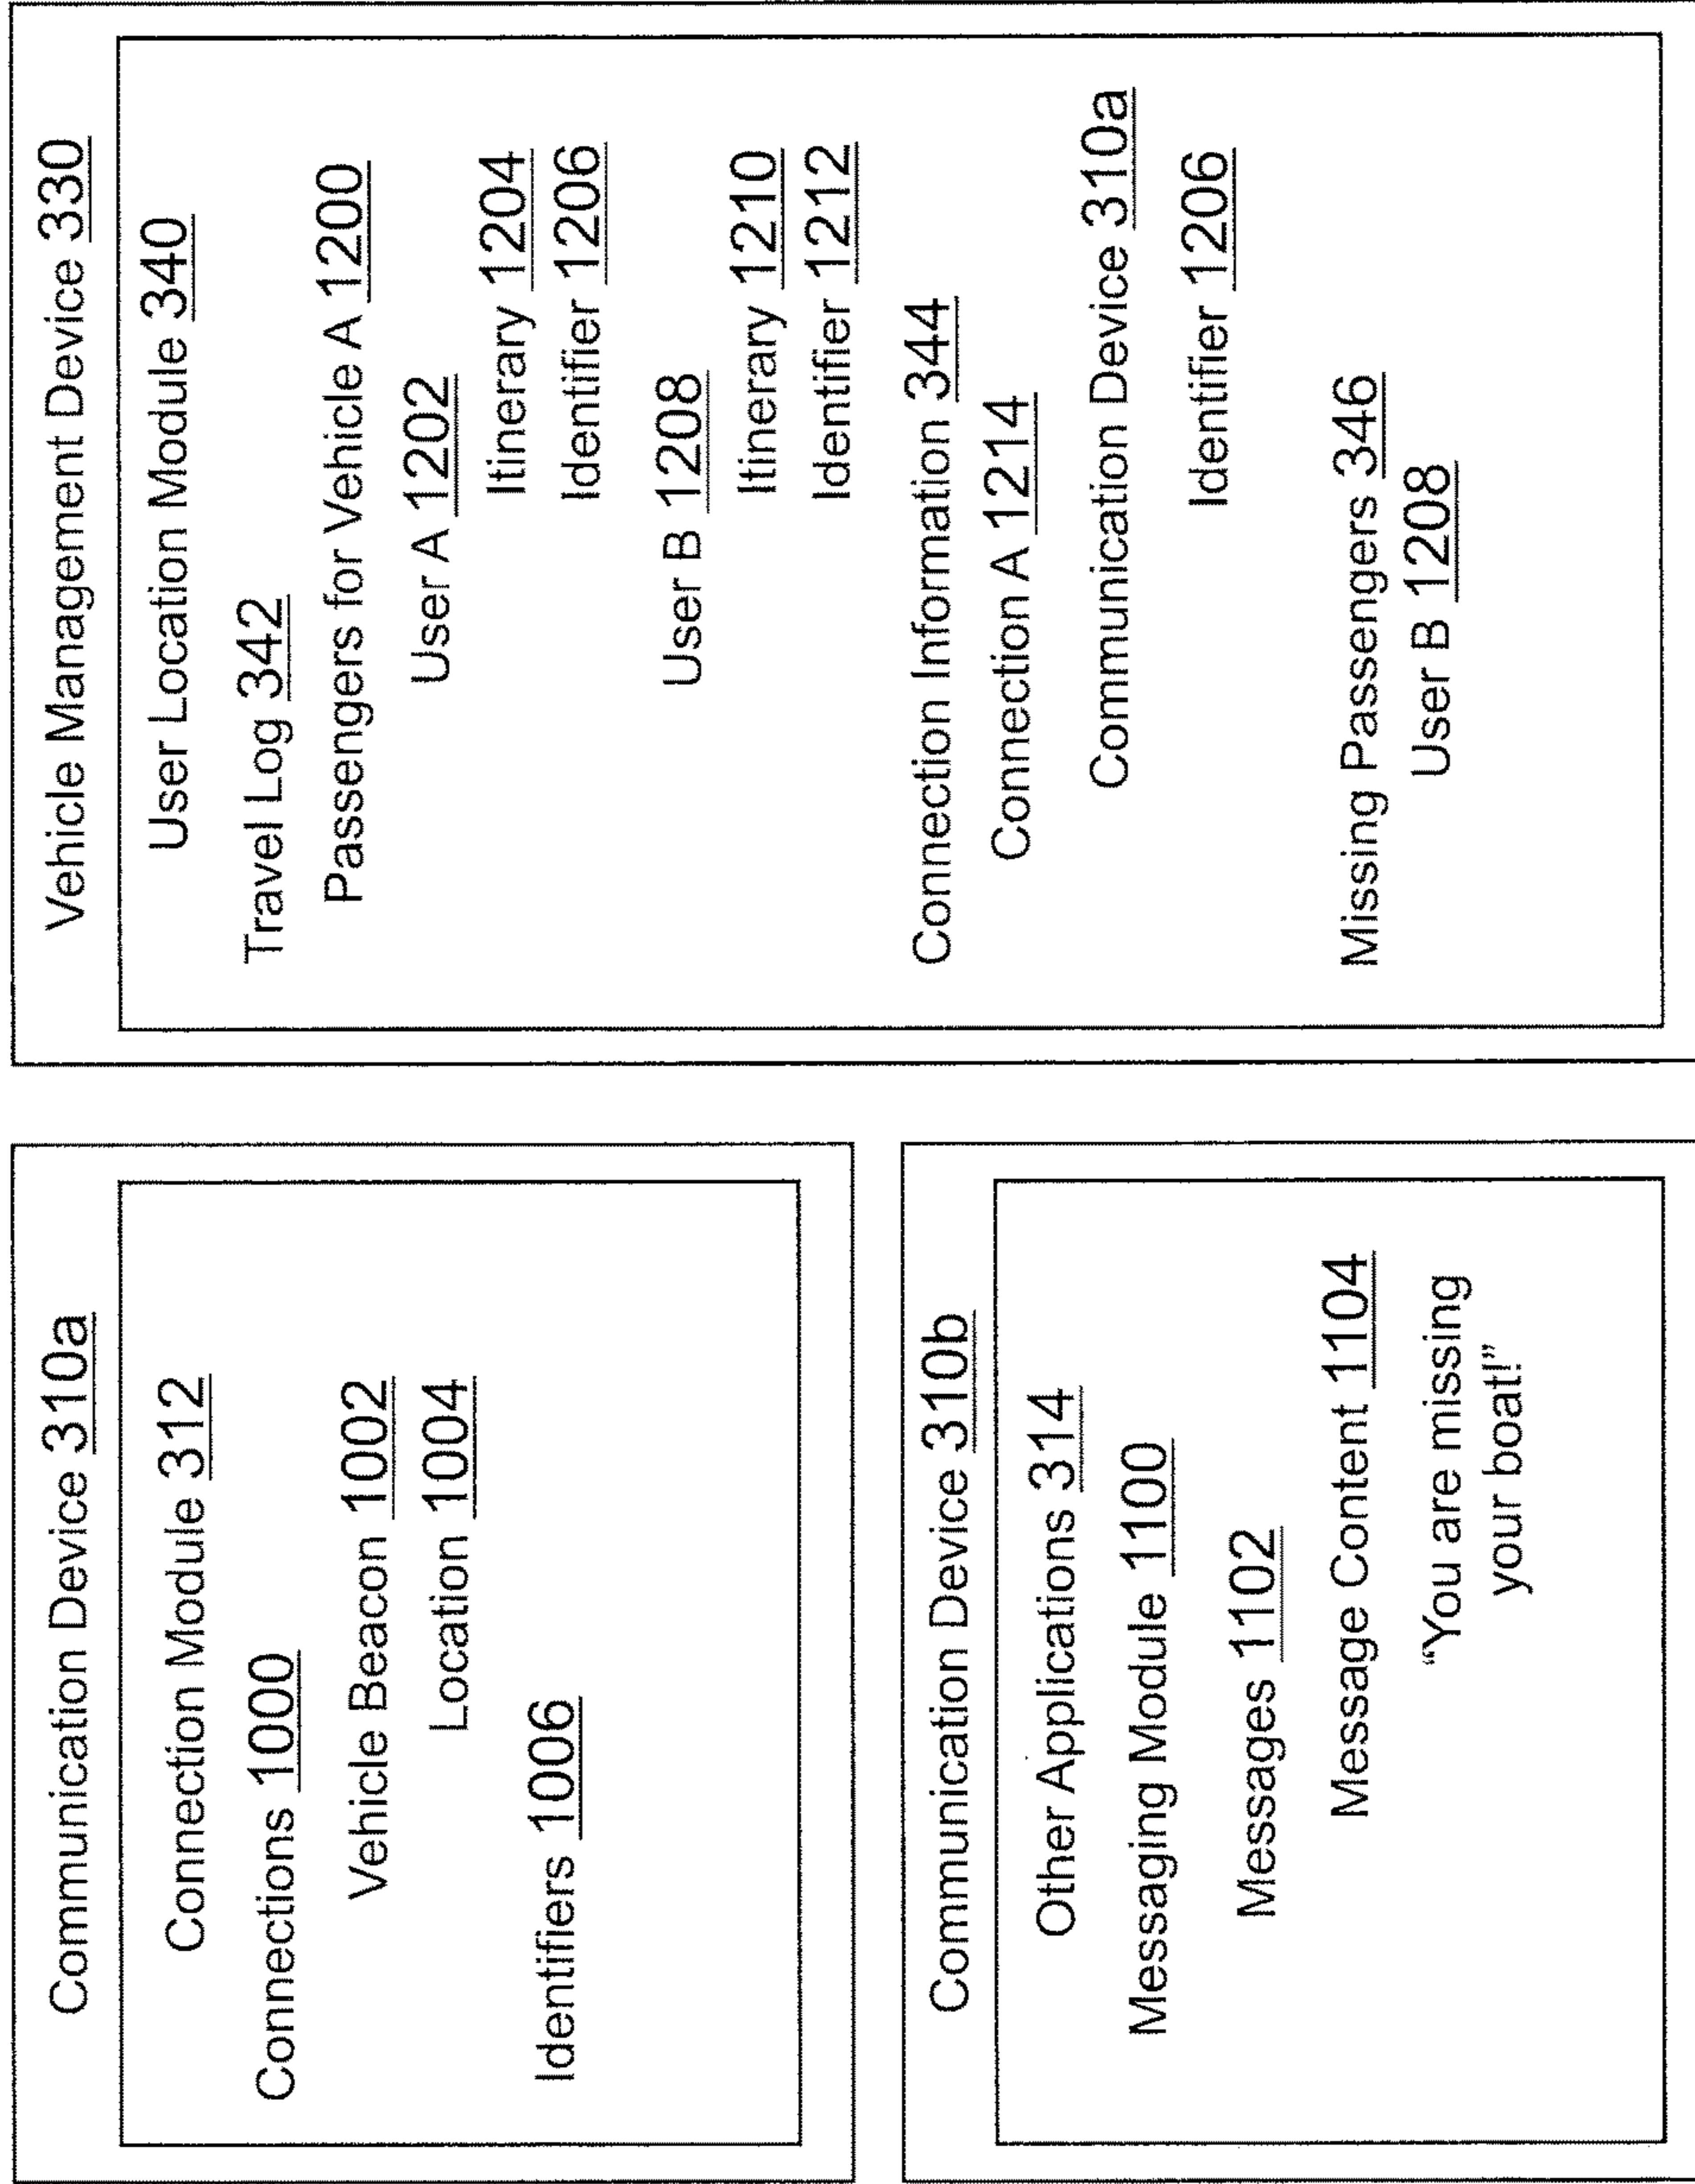 Communication Device 310a
Connection Module 312
Connections 1000
Vehicle Beacon 1002
Location 1004
Identifiers 1006
Communication Device 310b
Other Applications 314
Messaging Module 1100
Messages 1102
Message Content 1104
“You are missing
your boat!”
Vehicle Management Device 330
User Location Module 340
Travel Log 342
Passengers for Vehicle A 1200
User A 1202
Itinerary 1204
Identifier 1206
User B 1208
Itinerary 1210
Identifier 1212
Connection Information 344
Connection A 1214
Communication Device 310a
Identifier 1206
Missing Passengers 346
User B 1208